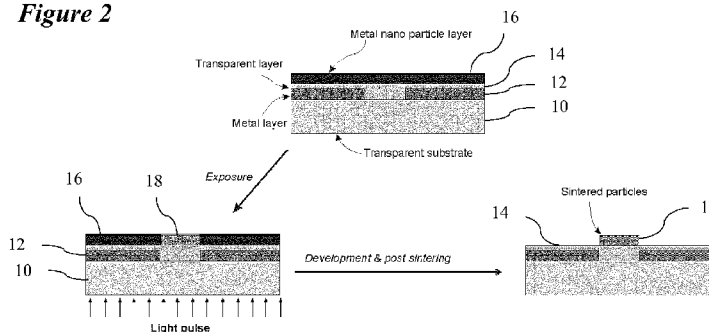 Figure 2
Metal nano particle layer
16
Transparent layer
14
12
Metal layer
10
Transparent substrate
Exposure
16
18
12
10
Light pulse
Development & post sintering
Sintered particles
14
1